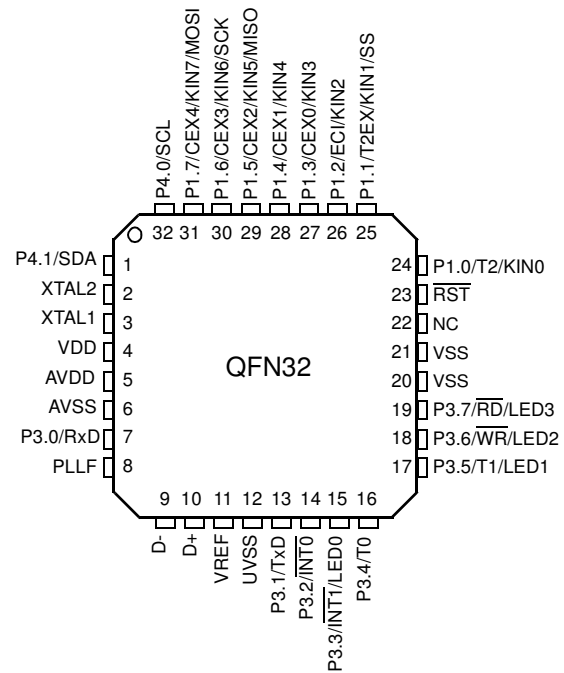 P4.0/SCL
P1.7/CEX4/KIN7/MOSI
P1.6/CEX3/KIN6/SCK
P1.5/CEX2/KIN5/MISO
P1.4/CEX1/KIN4
P1.3/CEX0/KIN3
P1.2/ECI/KIN2
P1.1/T2EX/KIN1/SS
32 31 30 29 28 27 26 25
P4.1/SDA 1
XTAL2 2
XTAL1 3
VDD 4
AVDD 5
AVSS 6
P3.0/RxD 7
PLLF 8
QFN32
24 P1.0/T2/KIN0
23 RST
22 NC
21 VSS
20 VSS
19 P3.7/RD/LED3
18 P3.6/WR/LED2
17 P3.5/T1/LED1
9 10 11 12 13 14 15 16
D-
D+
VREF
UVSS
P3.1/TxD
P3.2/INT0
P3.3/INT1/LED0
P3.4/T0